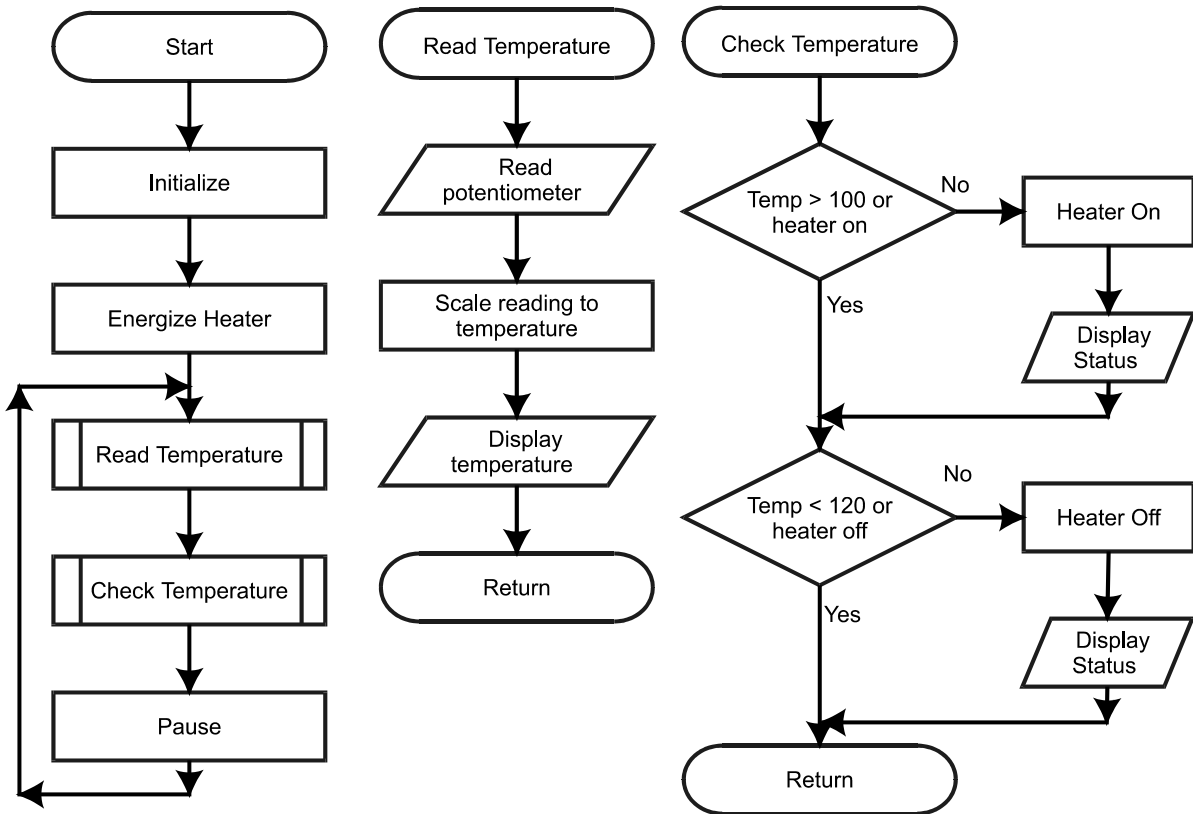 Start
Initialize
Energize Heater
Read Temperature
Check Temperature
Pause
Read Temperature
Read
potentiometer
Scale reading to
temperature
Display
temperature
Return
Check Temperature
Temp > 100 or
heater on
No
Heater On
Yes
Display
Status
Temp < 120 or
heater off
No
Heater Off
Yes
Display
Status
Return